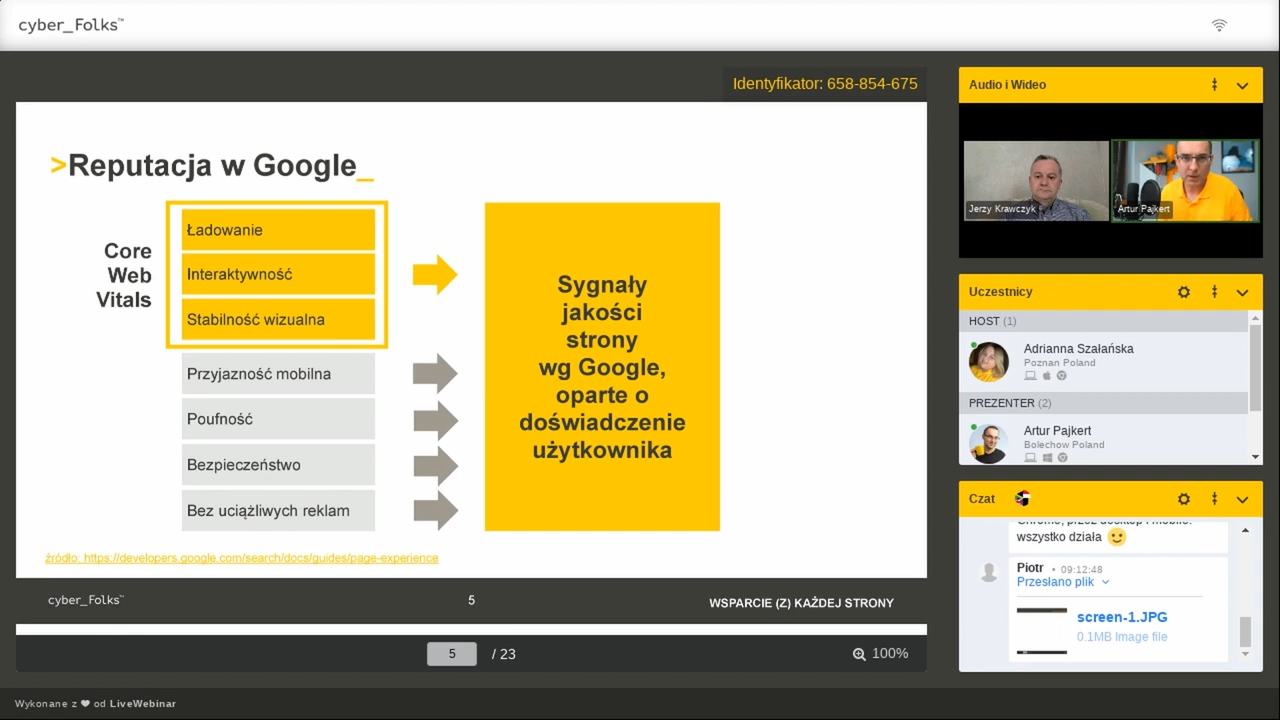 cyber_Folks™
Identyfikator: 658-854-675
>Reputacja w Google_
Core
Web
Vitals
Ładowanie
Interaktywność
Stabilność wizualna
Przyjazność mobilna
Poufność
Bezpieczeństwo
Bez uciążliwych reklam
Sygnały
jakości
strony
wg Google,
oparte o
doświadczenie
użytkownika
źródło: https://developers.google.com/search/docs/guides/page-experience
cyber_Folks™
5
WSPARCIE (Z) KAŻDEJ STRONY
5 / 23
100%
Audio i Wideo
Jerzy Krawczyk
Artur Pajkert
Uczestnicy
HOST (1)
Adrianna Szałańska
Poznan Poland
PREZENTER (2)
Artur Pajkert
Bolechow Poland
Czat
Chrome, przez desktop i mobile.
wszystko działa
Piotr • 09:12:48
Przesłano plik
screen-1.JPG
0.1MB Image file
Wykonane z ❤ od LiveWebinar